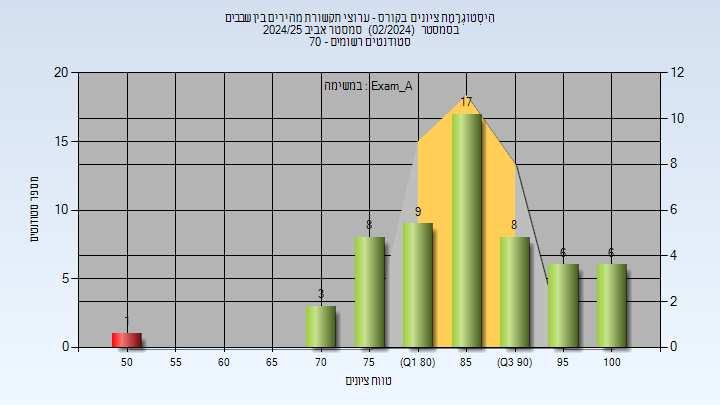 הִיסטוֹגרָמַת ציונים בקורס - ערוצי תקשורת מהירים בין שבבים
בסמסטר (02/2024) סמסטר אביב 2024/25
סטודנטים רשומים - 70
במשימה : Exam_A
מספר סטודנטים
20
15
10
5
0
12
10
8
6
4
2
0
1
3
8
9
17
8
6
6
50 55 60 65 70 75 (Q1 80) 85 (Q3 90) 95 100
טווח ציונים